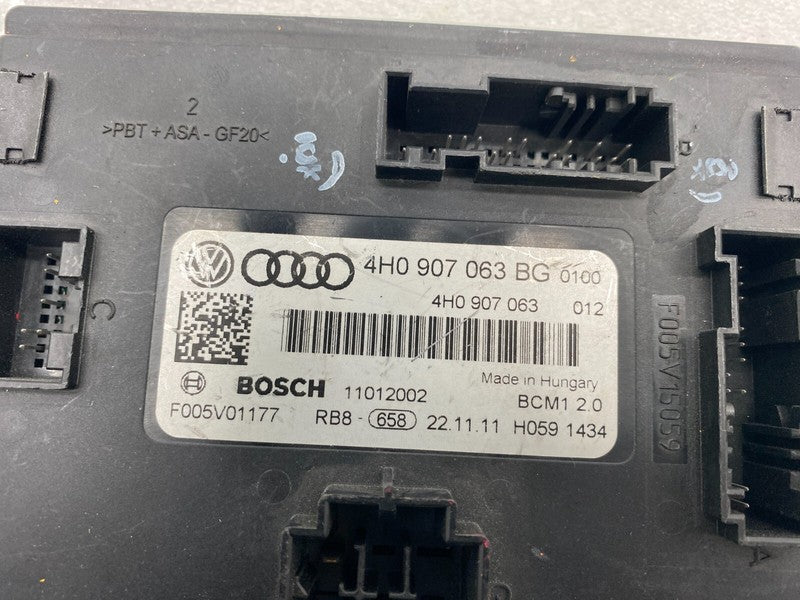 2
>PBT+ASA-GF20<
D
4H0 907 063 BG 0100
4H0 907 063 012
C
F005V15059
Made in Hungary
BOSCH 11012002 BCM1 2.0
F005V01177 RB8-658 22.11.11 H059 1434
A